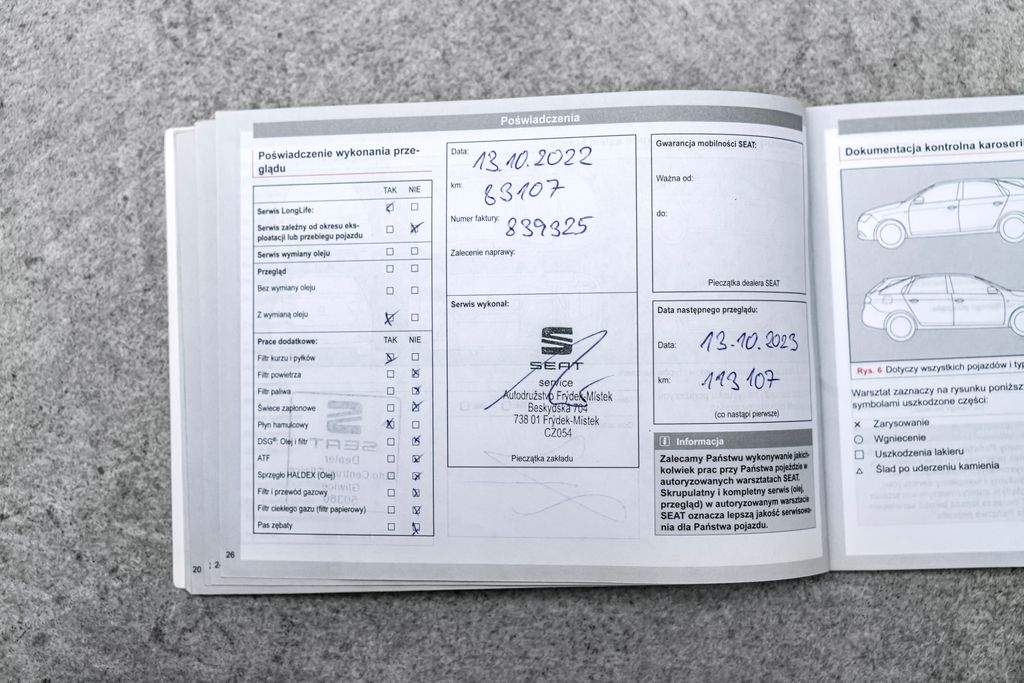 Poświadczenia
Poświadczenie wykonania prze-
glądu
TAK NIE
Serwis LongLife:
Serwis zależny od okresu eks-
ploatacji lub przebiegu pojazdu
Serwis wymiany oleju
Przegląd
Bez wymiany oleju
Z wymianą oleju
Prace dodatkowe: TAK NIE
Filtr kurzu i pyłków
Filtr powietrza
Filtr paliwa
Świece zapłonowe
Płyn hamulcowy
DSG®: Olej i filtr
ATF
Sprzęgło HALDEX (Olej)
Filtr i przewód gazowy
Filtr ciekłego gazu (filtr papierowy)
Pas zębaty
20
26
Data: 13.10.2022
km: 83107
Numer faktury: 839325
Zalecenie naprawy:
Serwis wykonał:
SEAT
service
Autodružstvo Frýdek-Místek
Beskydská 704
738 01 Frýdek-Místek
CZ054
Pieczątka zakładu
Gwarancja mobilności SEAT:
Ważna od:
do:
Pieczątka dealera SEAT
Data następnego przeglądu:
Data: 13.10.2023
km: 113107
(co nastąpi pierwsze)
Informacja
Zalecamy Państwu wykonywanie jakich-
kolwiek prac przy Państwa pojeździe w
autoryzowanych warsztatach SEAT.
Skrupulatny i kompletny serwis (olej,
przegląd) w autoryzowanym warsztacie
SEAT oznacza lepszą jakość serwisowa-
nia dla Państwa pojazdu.
Dokumentacja kontrolna karoserii
Rys. 6 Dotyczy wszystkich pojazdów i
Warsztat zaznaczy na rysunku poniższ
symbolami uszkodzone części:
Zarysowanie
Wgniecenie
Uszkodzenia lakieru
Ślad po uderzeniu kamienia